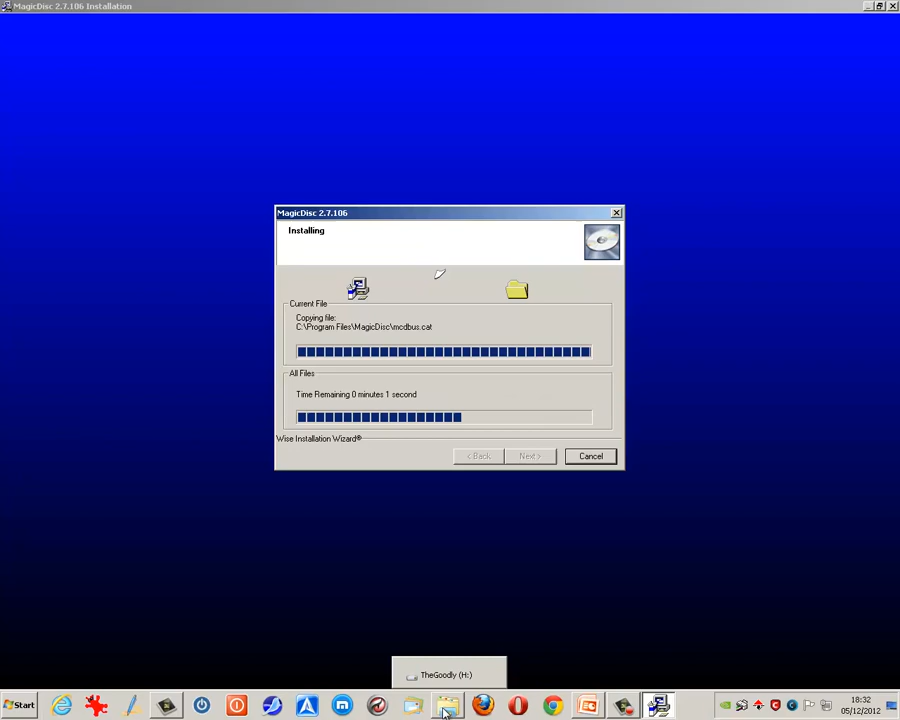 MagicDisc 2.7.106 Installation
MagicDisc 2.7.106
Installing
Current File
Copying file:
C:\Program Files\MagicDisc\mcdbus.cat
All Files
Time Remaining 0 minutes 1 second
Wise Installation Wizard®
< Back
Next >
Cancel
TheGoodly (H:)
Start
18:32
05/12/2012